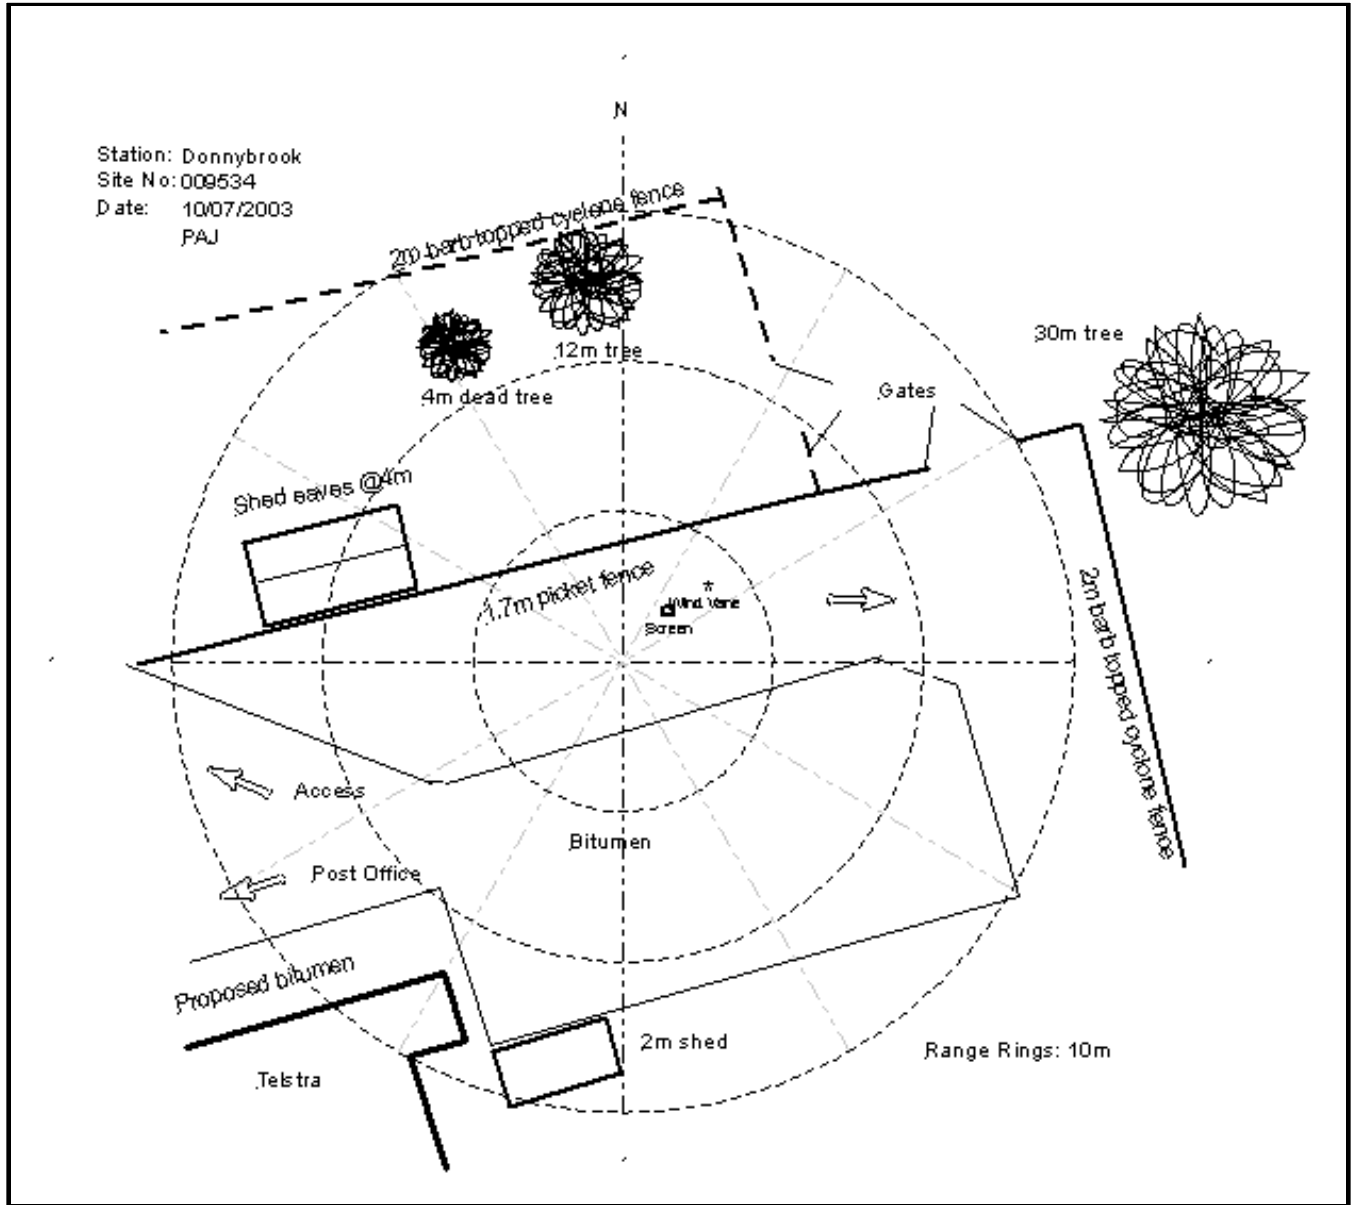 N
Station: Donnybrook
Site No: 009534
Date: 10/07/2003
PAJ
2m barb topped cyclone fence
12m tree
4m dead tree
30m tree
Gates
Shed eaves @4m
1.7m picket fence
Wind Vane
Screen
2m barb topped cyclone fence
Access
Bitumen
Post Office
Proposed bitumen
2m shed
Range Rings: 10m
Telstra